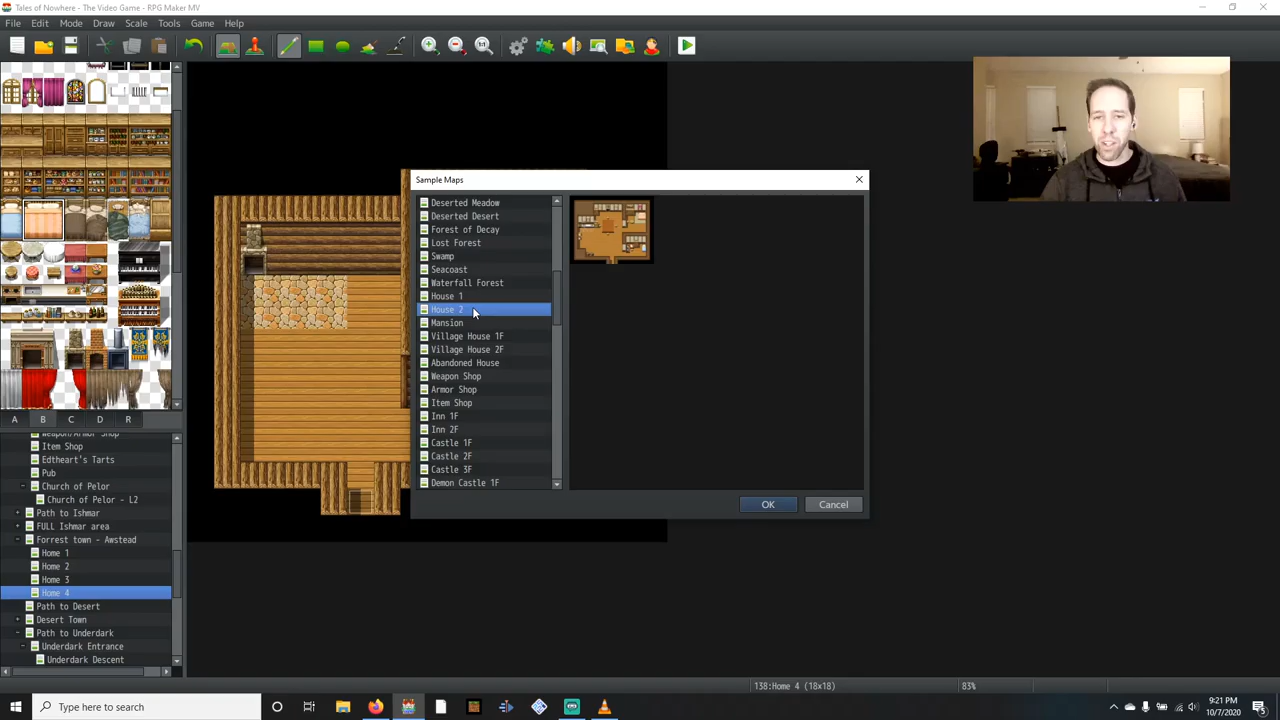 Tales of Nowhere - The Video Game - RPG Maker MV
File Edit Mode Draw Scale Tools Game Help
Sample Maps
Deserted Meadow
Deserted Desert
Forest of Decay
Lost Forest
Swamp
Seacoast
Waterfall Forest
House 1
House 2
Mansion
Village House 1F
Village House 2F
Abandoned House
Weapon Shop
Armor Shop
Item Shop
Inn 1F
Inn 2F
Castle 1F
Castle 2F
Castle 3F
Demon Castle 1F
OK Cancel
A B C D R
Weapon/Armor Shop
Item Shop
Edtheart's Tarts
Pub
Church of Pelor
Church of Pelor - L2
Path to Ishmar
FULL Ishmar area
Forrest town - Awstead
Home 1
Home 2
Home 3
Home 4
Path to Desert
Desert Town
Path to Underdark
Underdark Entrance
Underdark Descent
138:Home 4 (18×18) 83%
Type here to search
9:21 PM
10/7/2020